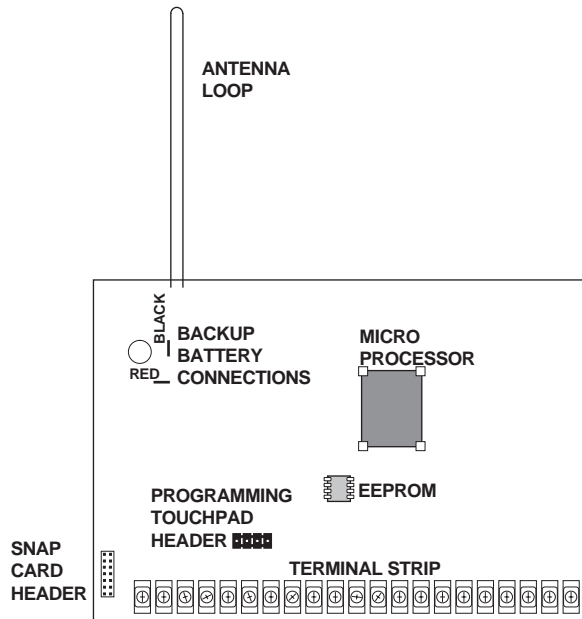 ANTENNA
LOOP
BLACK
BACKUP
BATTERY
CONNECTIONS
RED
MICRO
PROCESSOR
EEPROM
PROGRAMMING
TOUCHPAD
HEADER
SNAP
CARD
HEADER
TERMINAL STRIP